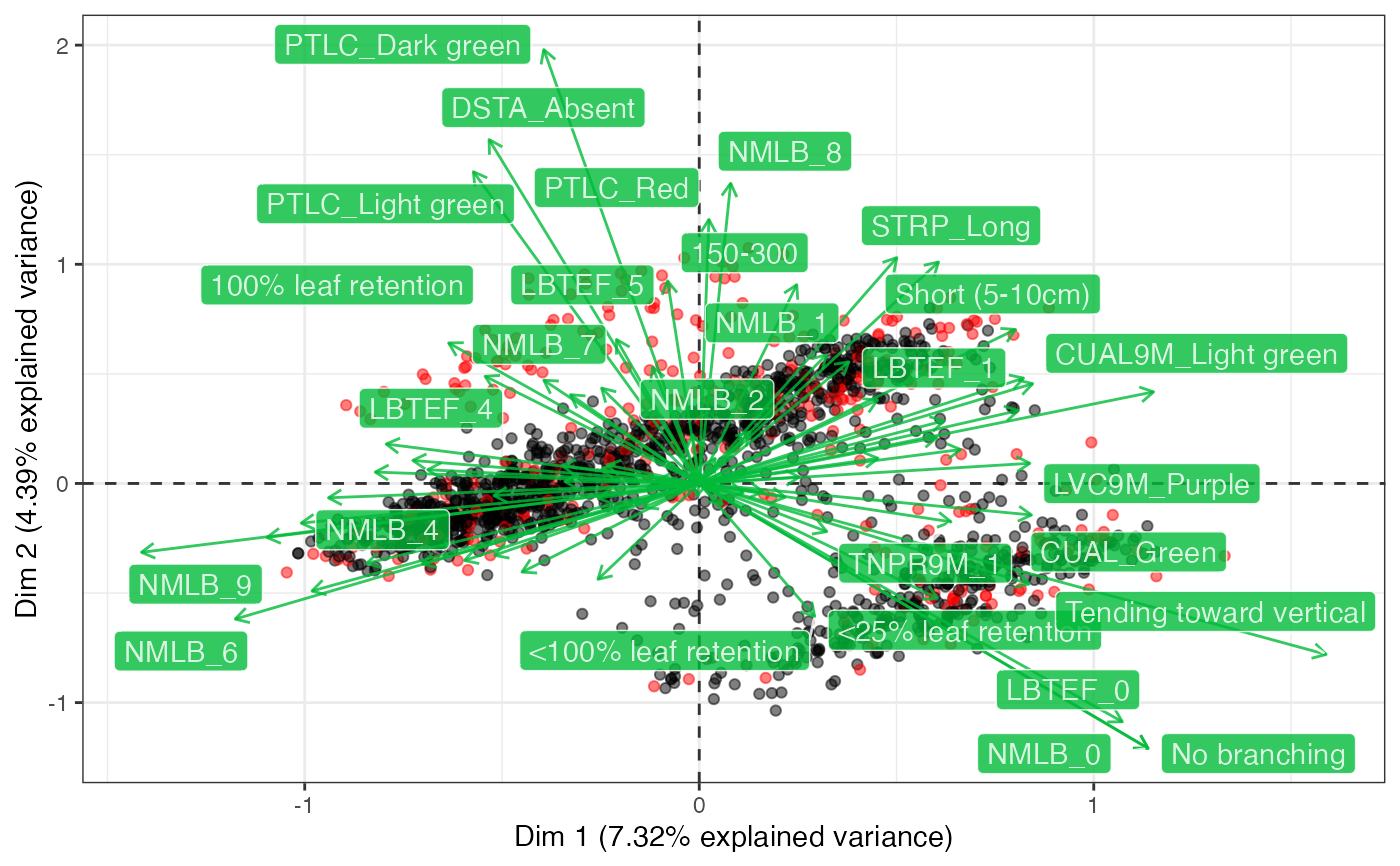 2
PTLC_Dark green
DSTA_Absent
NMLB_8
PTLC_Red
PTLC_Light green
STRP_Long
1
150-300
100% leaf retention
LBTEF_5
Short (5-10cm)
NMLB_1
NMLB_7
CUAL9M_Light green
LBTEF_1
NMLB_2
LBTEF_4
0
LVC9M_Purple
NMLB_4
CUAL_Green
TNPR9M_1
NMLB_9
Tending toward vertical
<25% leaf retention
NMLB_6
<100% leaf retention
LBTEF_0
-1
NMLB_0
No branching
-1
0
1
Dim 1 (7.32% explained variance)
Dim 2 (4.39% explained variance)